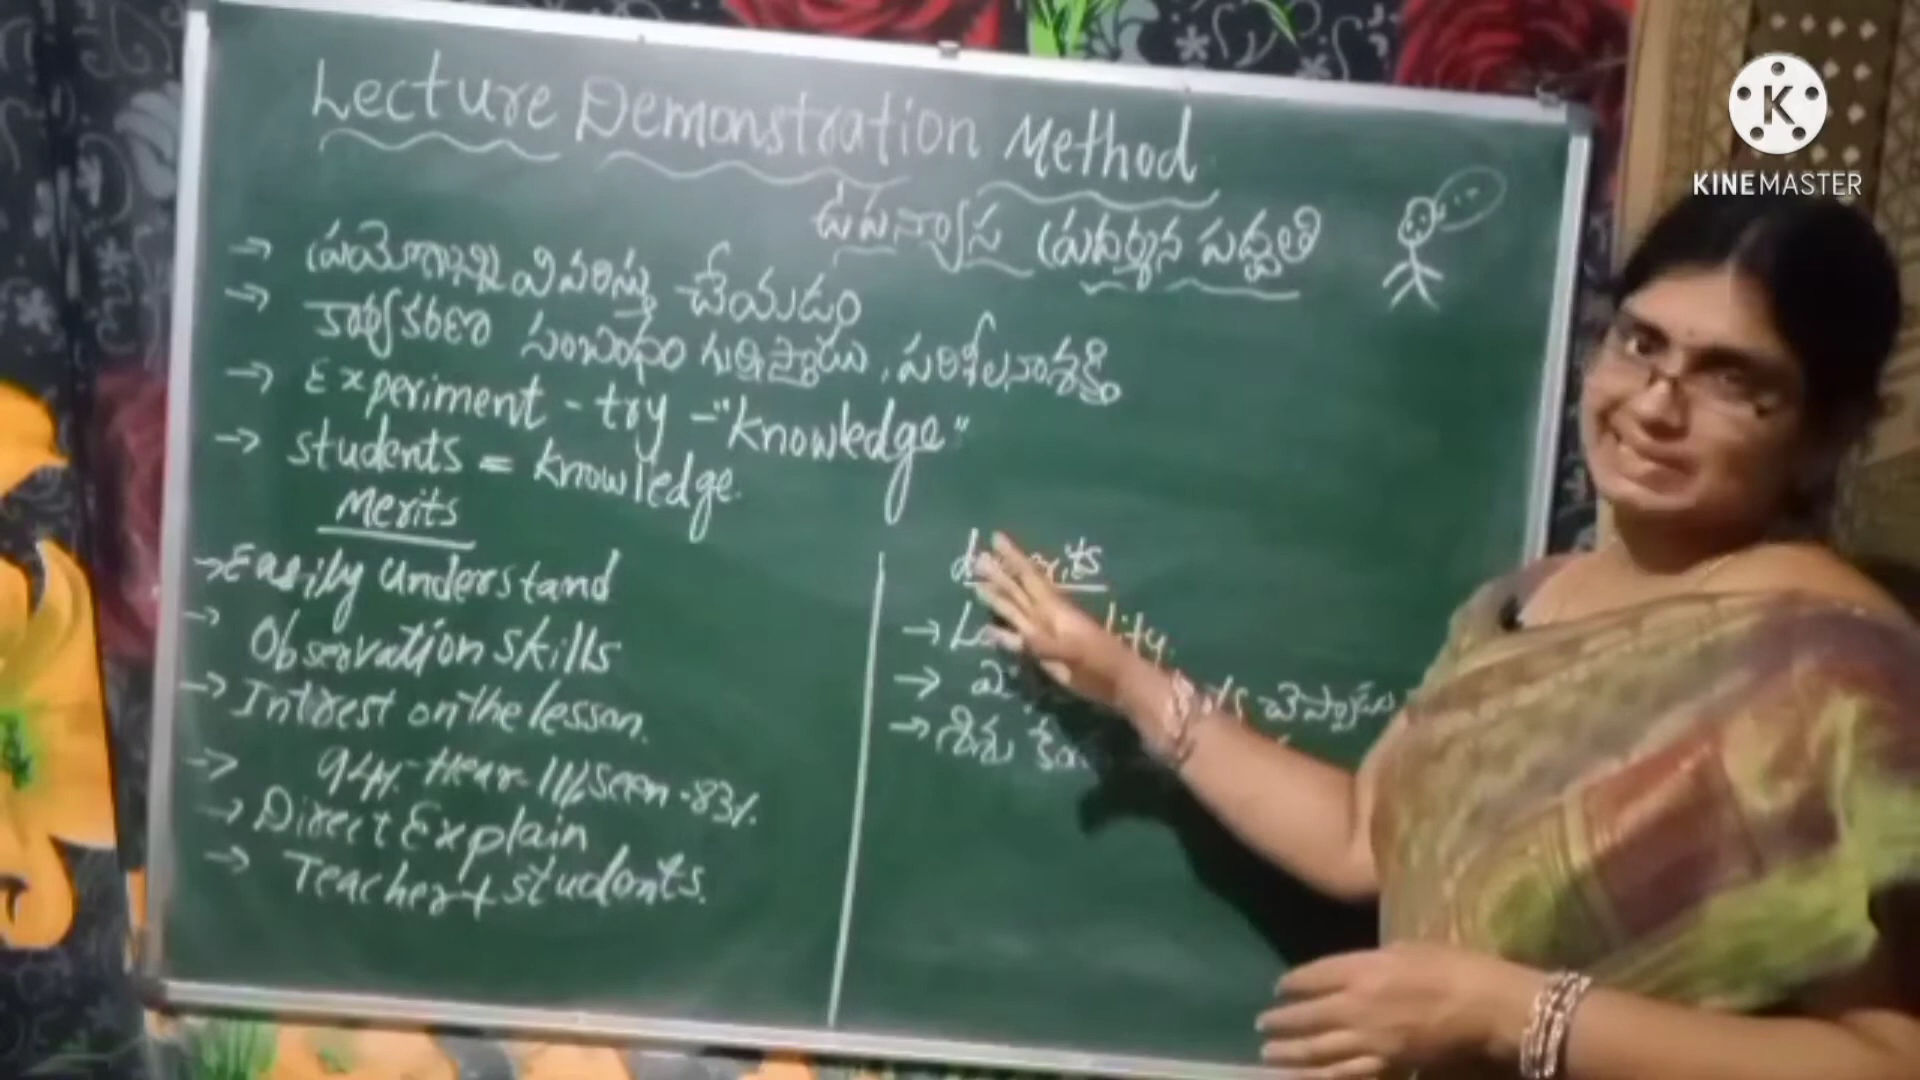 Lecture Demonstration Method
ఉపన్యాస ప్రదర్శన పద్ధతి
→ ప్రయోగాన్ని వివరిస్తు చేయడం
→ కార్యకరణ సంబంధం గుర్తిస్తాడు, పరిశీలనాశక్తి
→ Experiment - try - "knowledge"
→ students = knowledge.
Merits
→ Easily understand
→ Observation skills
→ Intrest on the lesson.
→ 94% - Hear - 11% seen - 83%.
→ Direct Explain
→ Teacher + students.
→
→ చెప్పాడు
→ శిశు
KINEMASTER